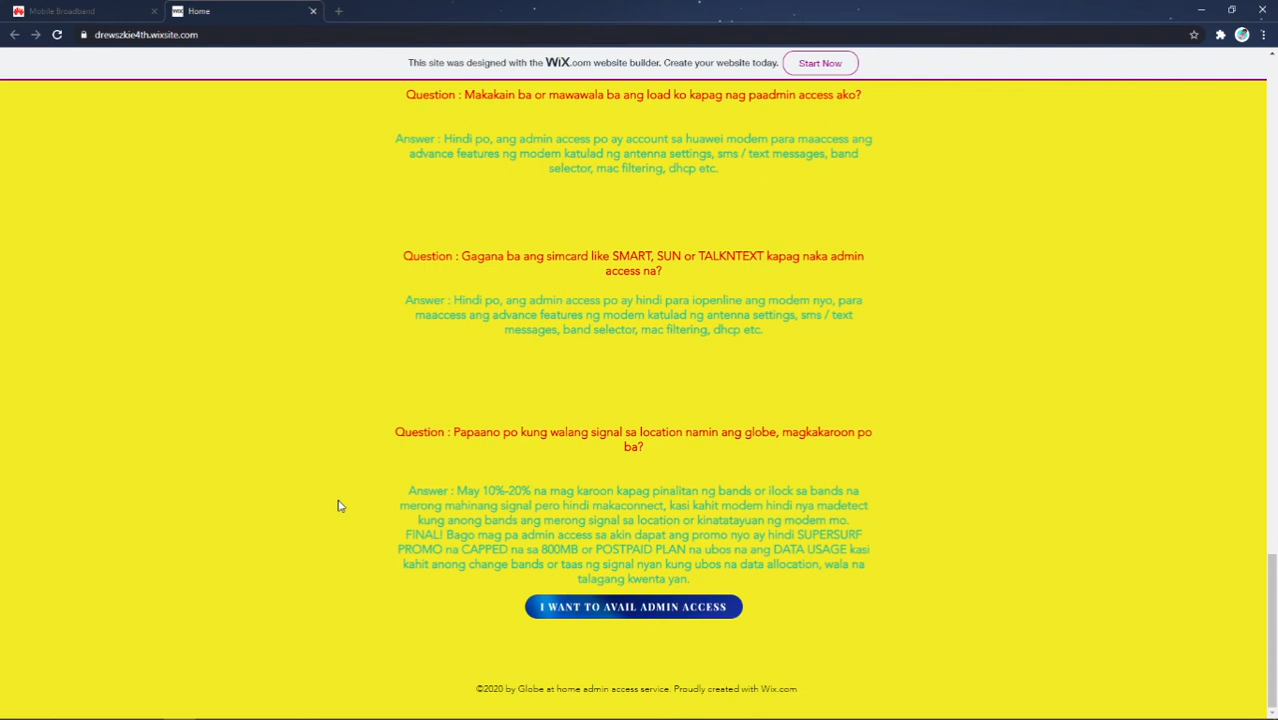 Mobile Broadband
Home
drewszkie4th.wixsite.com
This site was designed with the WiX.com website builder. Create your website today. Start Now
Question : Makakain ba or mawawala ba ang load ko kapag nag paadmin access ako?
Answer : Hindi po, ang admin access po ay account sa huawei modem para maaccess ang
advance features ng modem katulad ng antenna settings, sms / text messages, band
selector, mac filtering, dhcp etc.
Question : Gagana ba ang simcard like SMART, SUN or TALKNTEXT kapag naka admin
access na?
Answer : Hindi po, ang admin access po ay hindi para iopenline ang modem nyo, para
maaccess ang advance features ng modem katulad ng antenna settings, sms / text
messages, band selector, mac filtering, dhcp etc.
Question : Papaano po kung walang signal sa location namin ang globe, magkakaroon po
ba?
Answer : May 10%-20% na mag karoon kapag pinalitan ng bands or ilock sa bands na
merong mahinang signal pero hindi makaconnect, kasi kahit modem hindi nya madetect
kung anong bands ang merong signal sa location or kinatatayuan ng modem mo.
FINAL! Bago mag pa admin access sa akin dapat ang promo nyo ay hindi SUPERSURF
PROMO na CAPPED na sa 800MB or POSTPAID PLAN na ubos na ang DATA USAGE kasi
kahit anong change bands or taas ng signal nyan kung ubos na data allocation, wala na
talagang kwenta yan.
I WANT TO AVAIL ADMIN ACCESS
©2020 by Globe at home admin access service. Proudly created with Wix.com